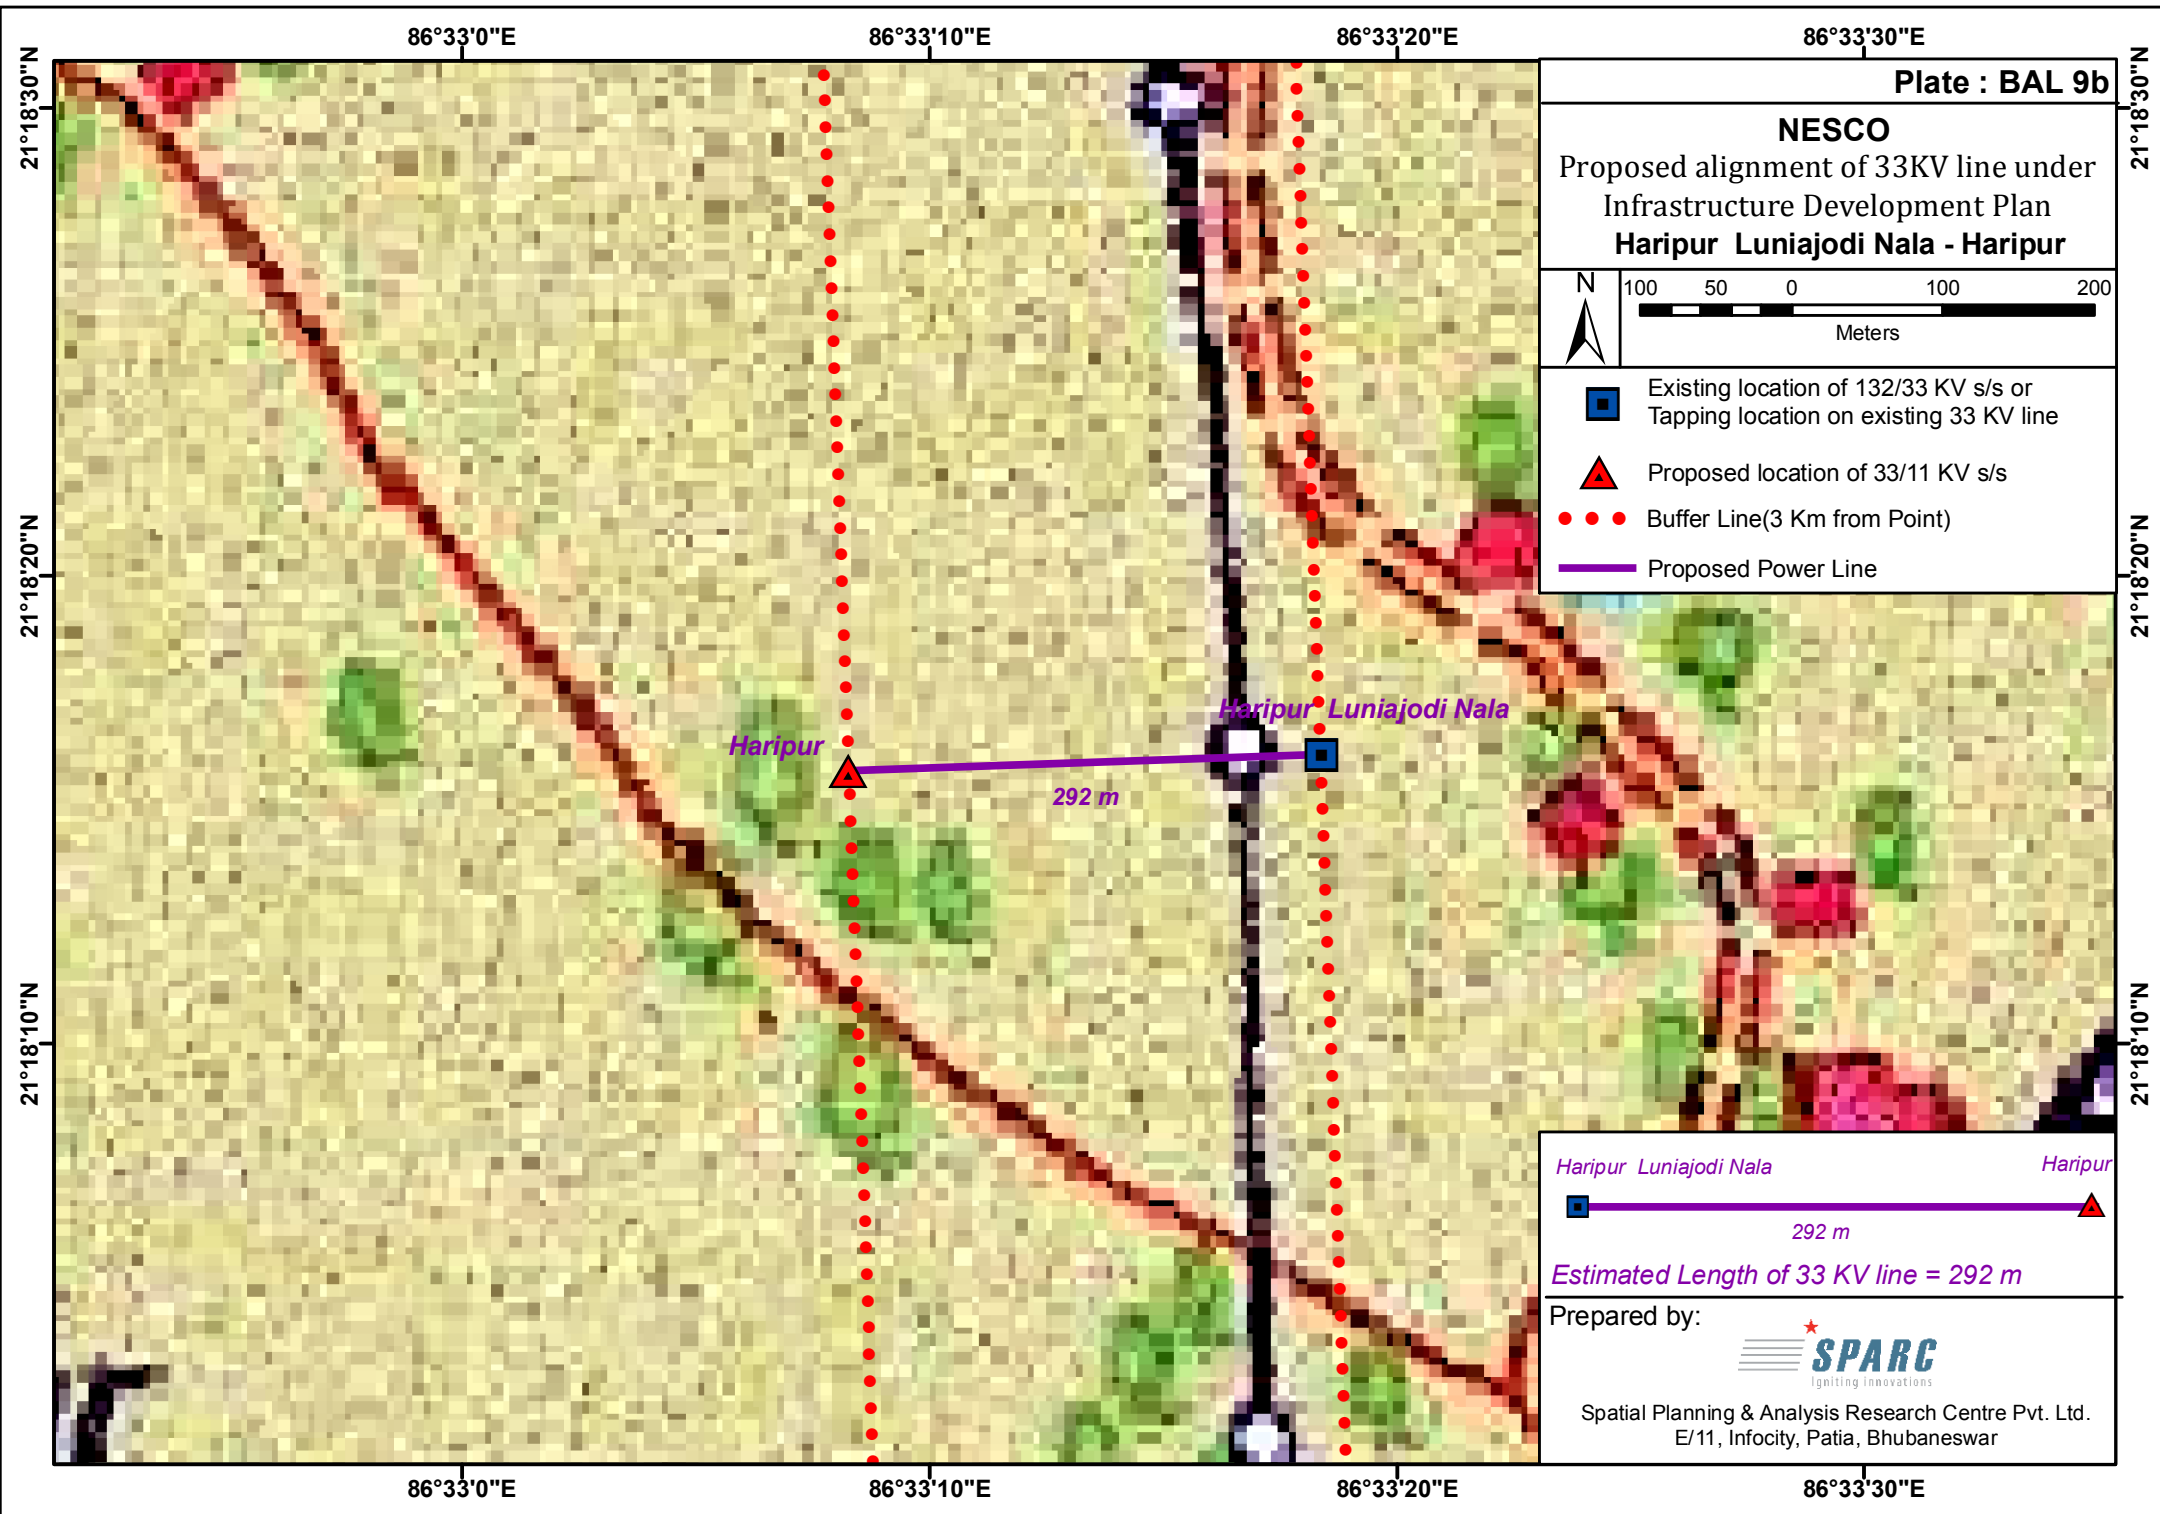 86°33'0"E
86°33'10"E
86°33'20"E
86°33'30"E
21°18'30"N
21°18'30"N
21°18'20"N
21°18'20"N
21°18'10"N
21°18'10"N
Plate : BAL 9b
NESCO
Proposed alignment of 33KV line under
Infrastructure Development Plan
Haripur Luniajodi Nala - Haripur
N
100 50 0 100 200
Meters
Existing location of 132/33 KV s/s or
Tapping location on existing 33 KV line
Proposed location of 33/11 KV s/s
Buffer Line(3 Km from Point)
Proposed Power Line
Haripur Luniajodi Nala
Haripur
292 m
Haripur Luniajodi Nala
Haripur
292 m
Estimated Length of 33 KV line = 292 m
Prepared by:
SPARC
Igniting innovations
Spatial Planning & Analysis Research Centre Pvt. Ltd.
E/11, Infocity, Patia, Bhubaneswar
86°33'0"E
86°33'10"E
86°33'20"E
86°33'30"E